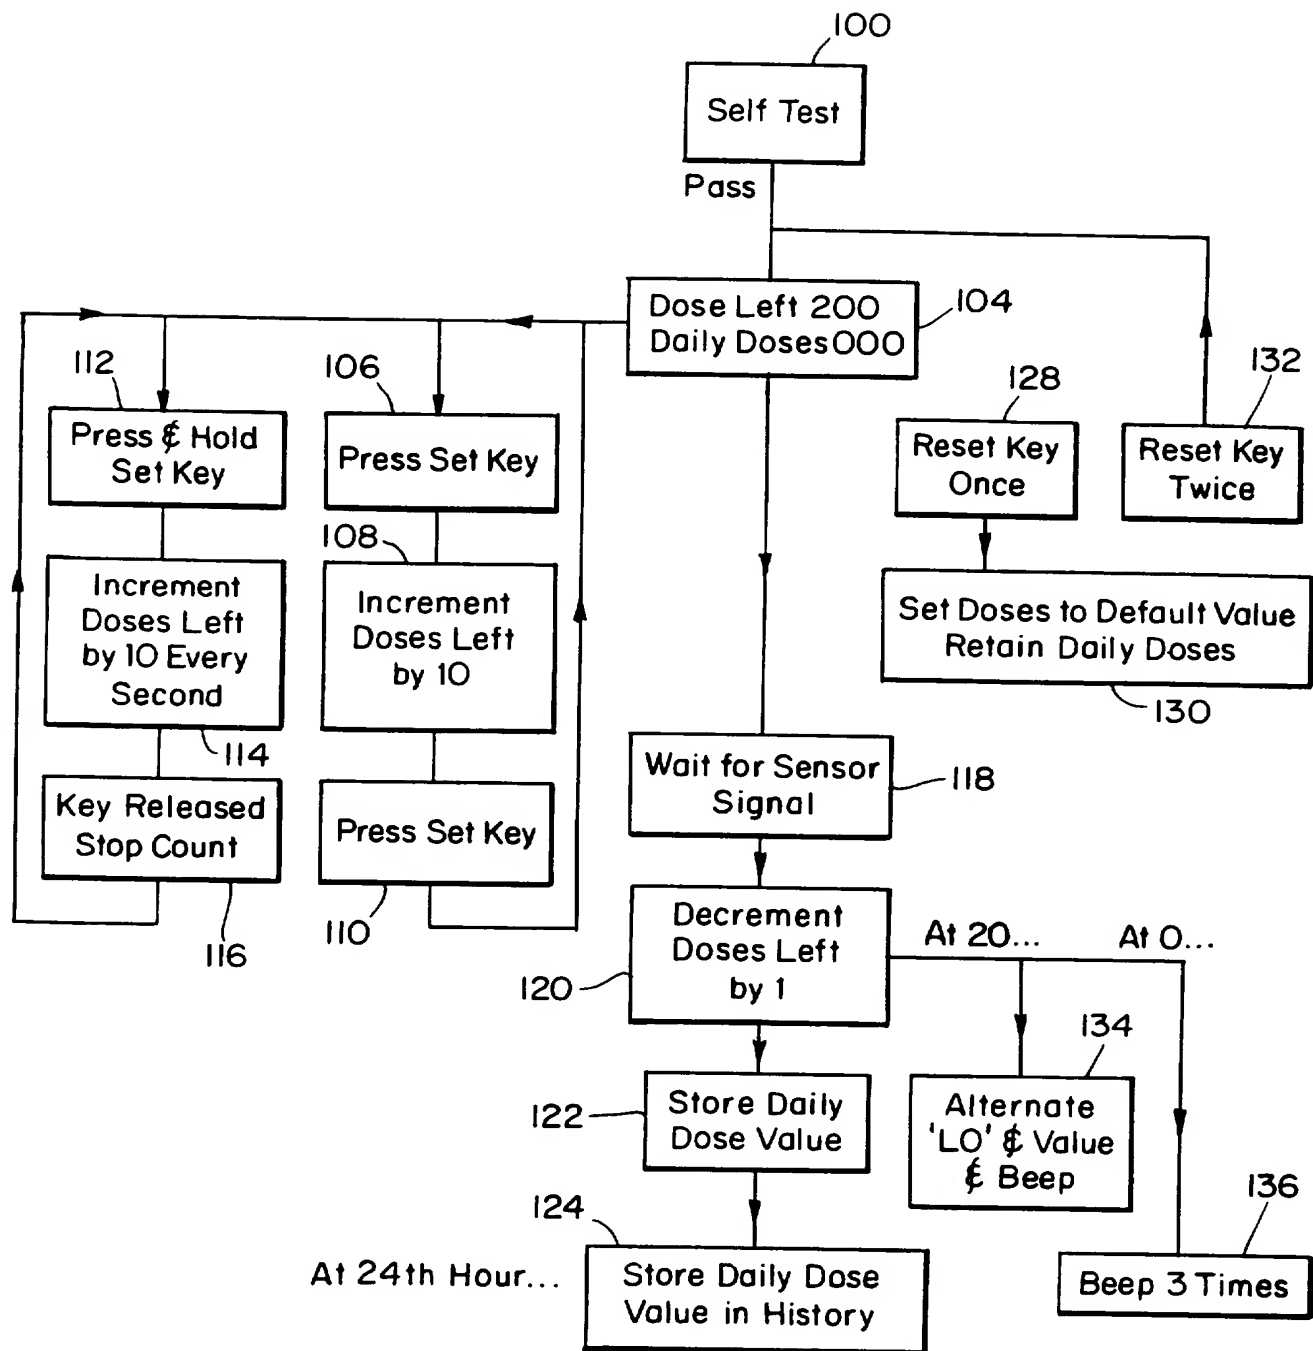 100
Self Test
Pass
Dose Left 200
Daily Doses 000
104
112
Press & Hold
Set Key
106
Press Set Key
128
Reset Key
Once
132
Reset Key
Twice
108
Increment
Doses Left
by 10 Every
Second
114
Increment
Doses Left
by 10
Set Doses to Default Value
Retain Daily Doses
130
Wait for Sensor
Signal
118
Key Released
Stop Count
116
Press Set Key
110
Decrement
Doses Left
by 1
120
At 20...
At 0...
134
Alternate
'LO' & Value
& Beep
122
Store Daily
Dose Value
136
Beep 3 Times
124
At 24th Hour...
Store Daily Dose
Value in History